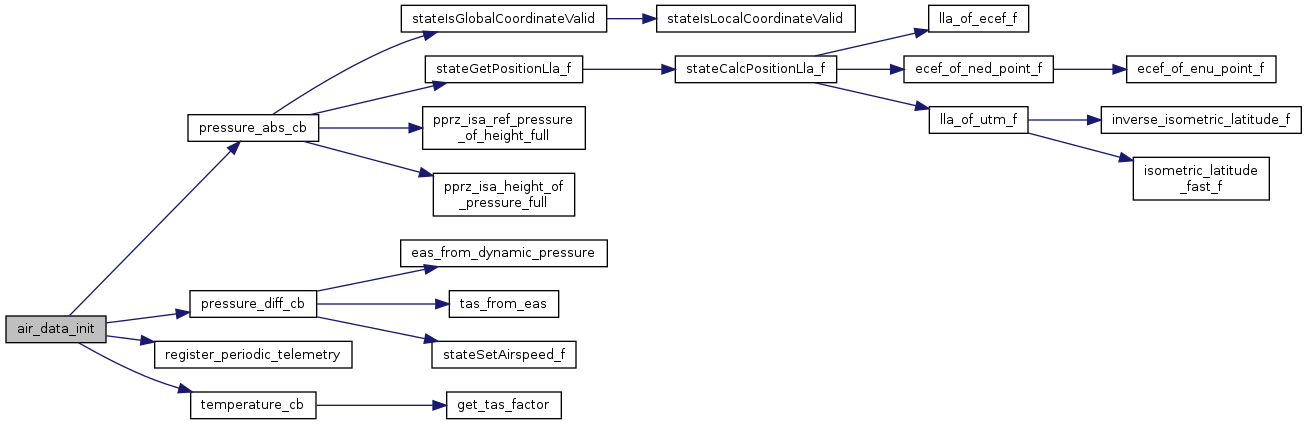 stateIsGlobalCoordinateValid
stateIsLocalCoordinateValid
lla_of_ecef_f
stateGetPositionLla_f
stateCalcPositionLla_f
ecef_of_ned_point_f
ecef_of_enu_point_f
pressure_abs_cb
pprz_isa_ref_pressure
_of_height_full
lla_of_utm_f
inverse_isometric_latitude_f
pprz_isa_height_of
_pressure_full
isometric_latitude
_fast_f
eas_from_dynamic_pressure
pressure_diff_cb
tas_from_eas
air_data_init
register_periodic_telemetry
stateSetAirspeed_f
temperature_cb
get_tas_factor